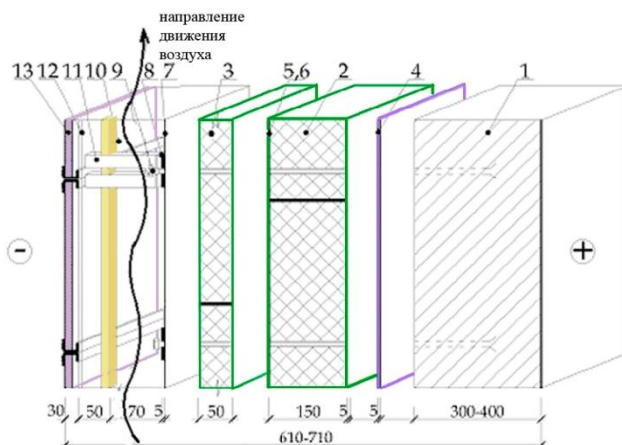 направление
движения
воздуха
13 12 11 10 9 8 7 3 5,6 2 4 1
- +
30 50 70 5 50 150 5 5 300-400
610-710